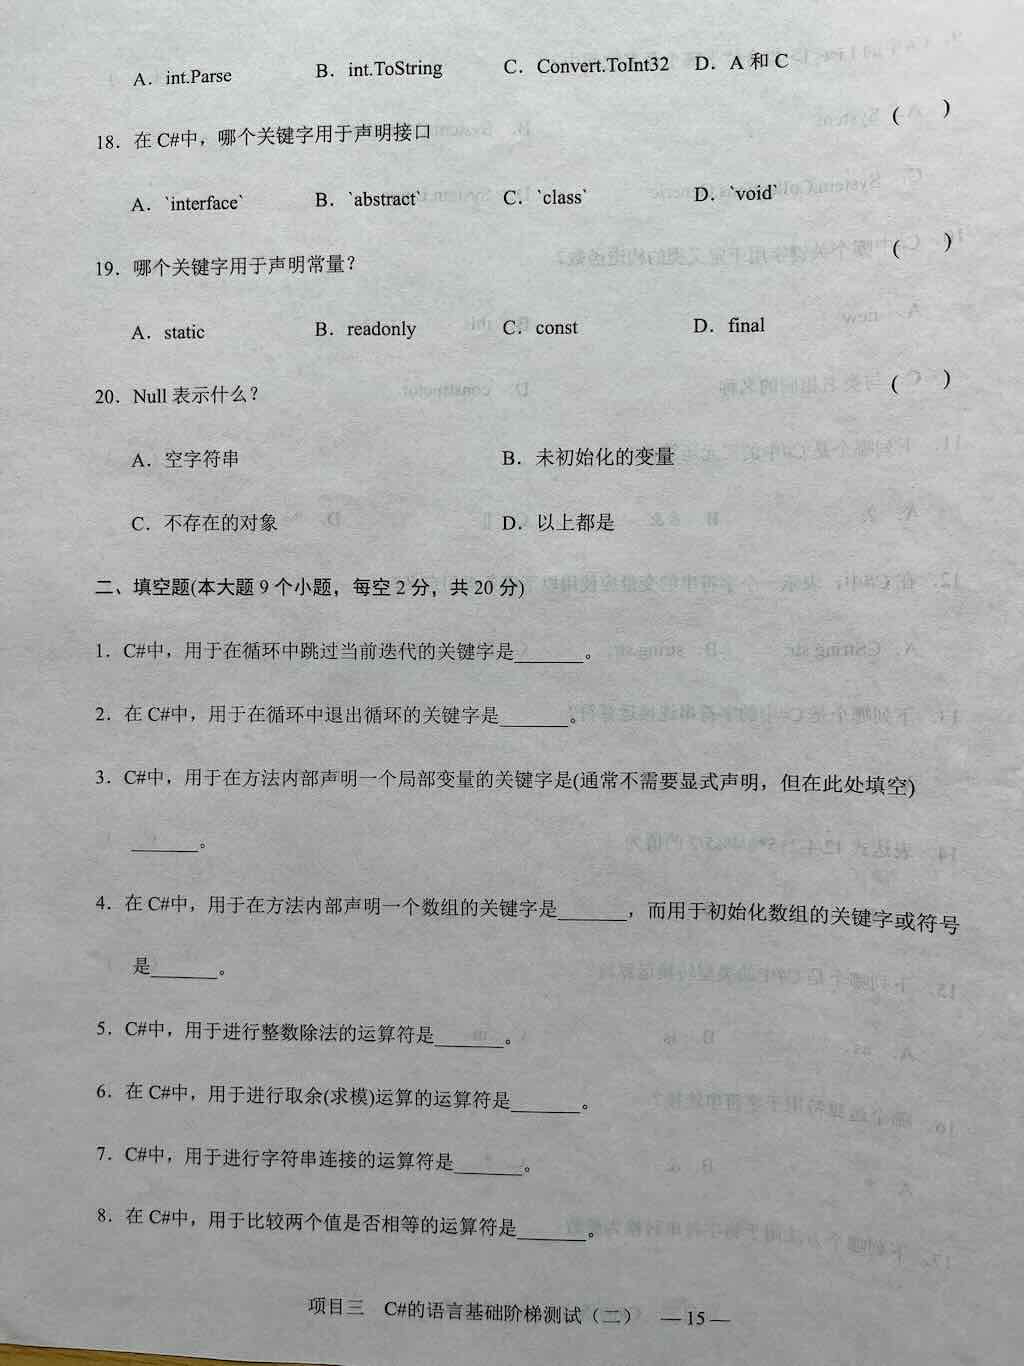 A．int.Parse B．int.ToString C．Convert.ToInt32 D．A 和 C
18．在 C#中，哪个关键字用于声明接口 ( )
A．`interface` B．`abstract` C．`class` D．`void`
19．哪个关键字用于声明常量？ ( )
A．static B．readonly C．const D．final
20．Null 表示什么？ ( )
A．空字符串 B．未初始化的变量
C．不存在的对象 D．以上都是
二、填空题(本大题 9 个小题，每空 2 分，共 20 分)
1．C#中，用于在循环中跳过当前迭代的关键字是_______。
2．在 C#中，用于在循环中退出循环的关键字是_______。
3．C#中，用于在方法内部声明一个局部变量的关键字是(通常不需要显式声明，但在此处填空)
_______。
4．在 C#中，用于在方法内部声明一个数组的关键字是_______，而用于初始化数组的关键字或符号
是_______。
5．C#中，用于进行整数除法的运算符是_______。
6．在 C#中，用于进行取余(求模)运算的运算符是_______。
7．C#中，用于进行字符串连接的运算符是_______。
8．在 C#中，用于比较两个值是否相等的运算符是_______。
项目三 C#的语言基础阶梯测试（二） — 15 —